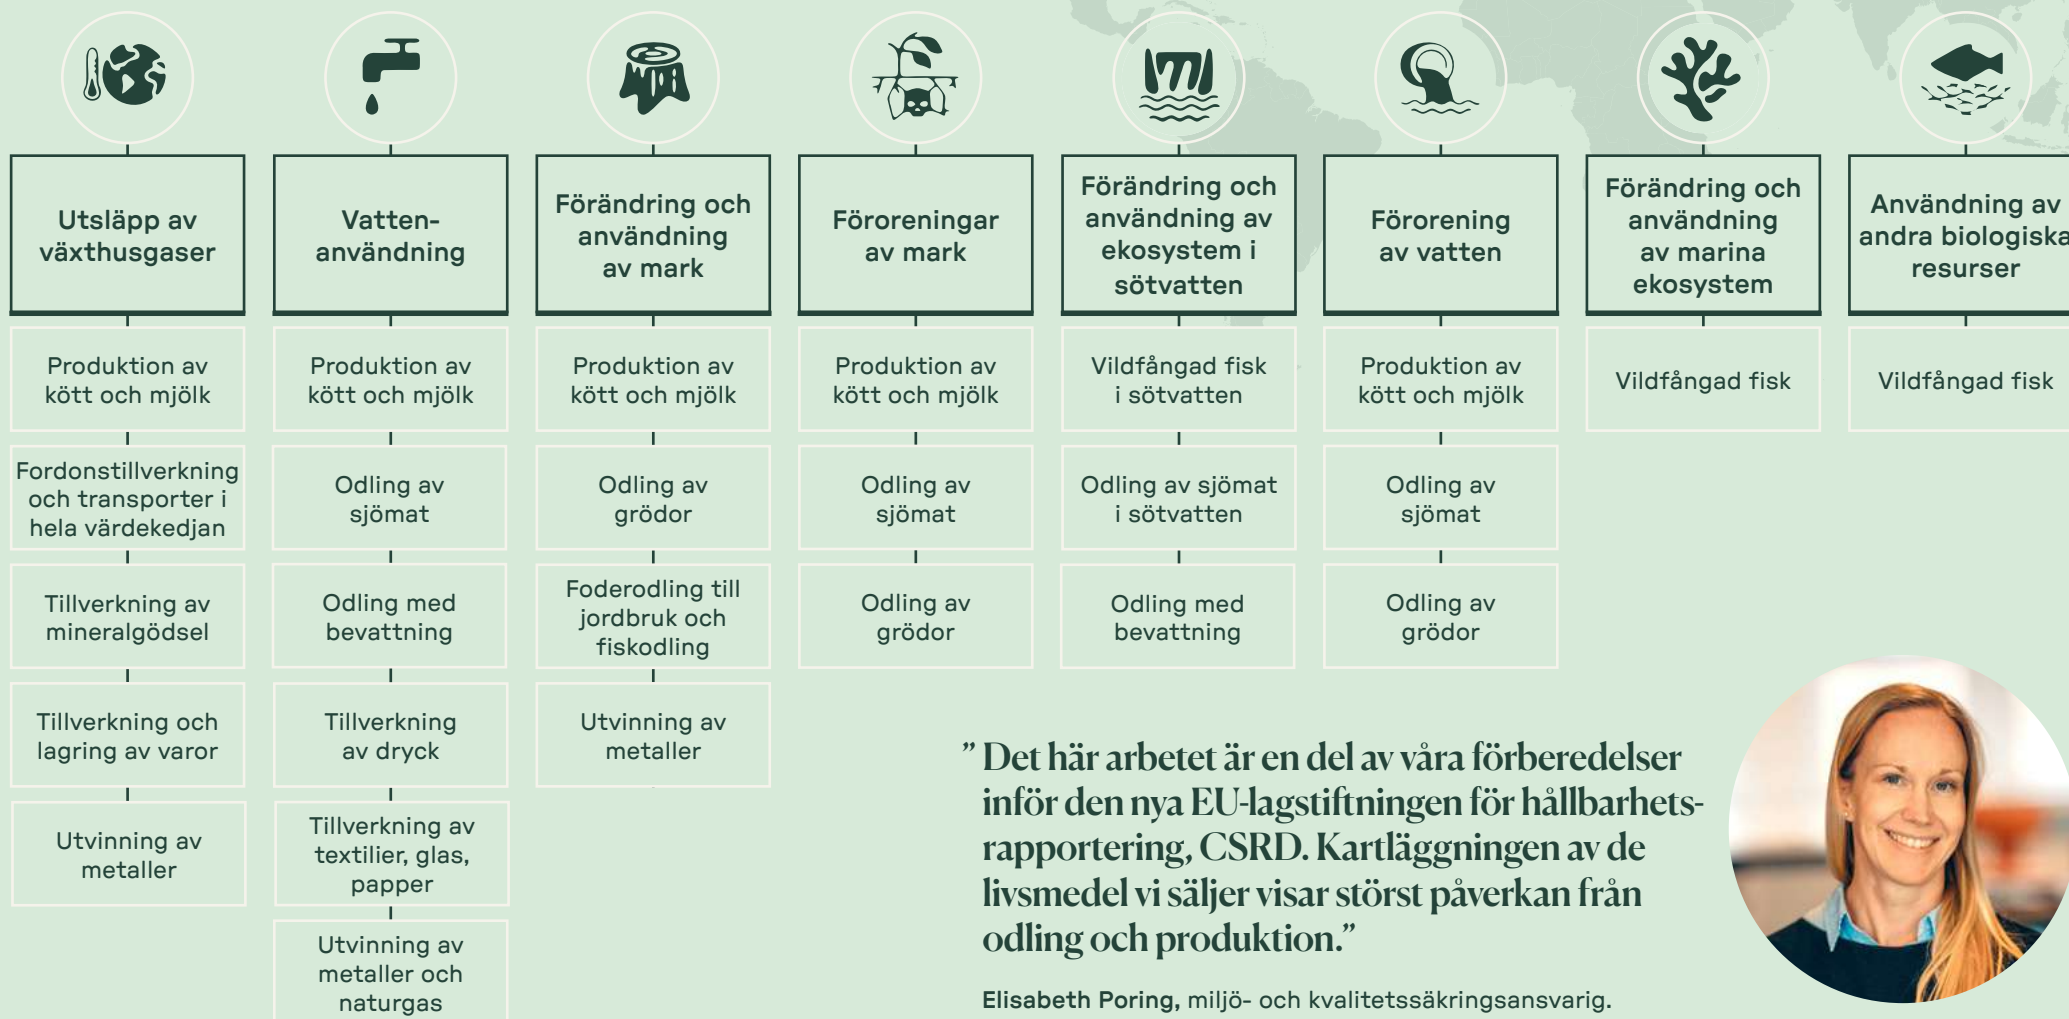 Utsläpp av
växthusgaser
Produktion av
kött och mjölk
Fordonstillverkning
och transporter i
hela värdekedjan
Tillverkning av
mineralgödsel
Tillverkning och
lagring av varor
Utvinning av
metaller
Vatten-
användning
Produktion av
kött och mjölk
Odling av
sjömat
Odling med
bevattning
Tillverkning
av dryck
Tillverkning av
textilier, glas,
papper
Utvinning av
metaller och
naturgas
Förändring och
användning
av mark
Produktion av
kött och mjölk
Odling av
grödor
Foderodling till
jordbruk och
fiskodling
Utvinning av
metaller
Föroreningar
av mark
Produktion av
kött och mjölk
Odling av
sjömat
Odling av
grödor
Förändring och
användning av
ekosystem i
sötvatten
Vildfångad fisk
i sötvatten
Odling av sjömat
i sötvatten
Odling med
bevattning
Förorening
av vatten
Produktion av
kött och mjölk
Odling av
sjömat
Odling av
grödor
Förändring och
användning
av marina
ekosystem
Vildfångad fisk
Användning av
andra biologiska
resurser
Vildfångad fisk
” Det här arbetet är en del av våra förberedelser
inför den nya EU-lagstiftningen för hållbarhets-
rapportering, CSRD. Kartläggningen av de
livsmedel vi säljer visar störst påverkan från
odling och produktion.”
Elisabeth Poring, miljö- och kvalitetssäkringsansvarig.